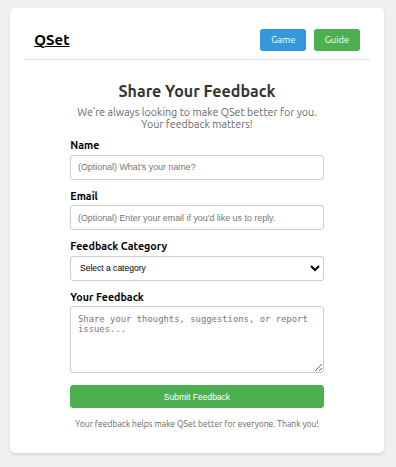 QSet
Game
Guide
Share Your Feedback
We're always looking to make QSet better for you.
Your feedback matters!
Name
(Optional) What's your name?
Email
(Optional) Enter your email if you'd like us to reply.
Feedback Category
Select a category
Your Feedback
Share your thoughts, suggestions, or report
issues...
Submit Feedback
Your feedback helps make QSet better for everyone. Thank you!